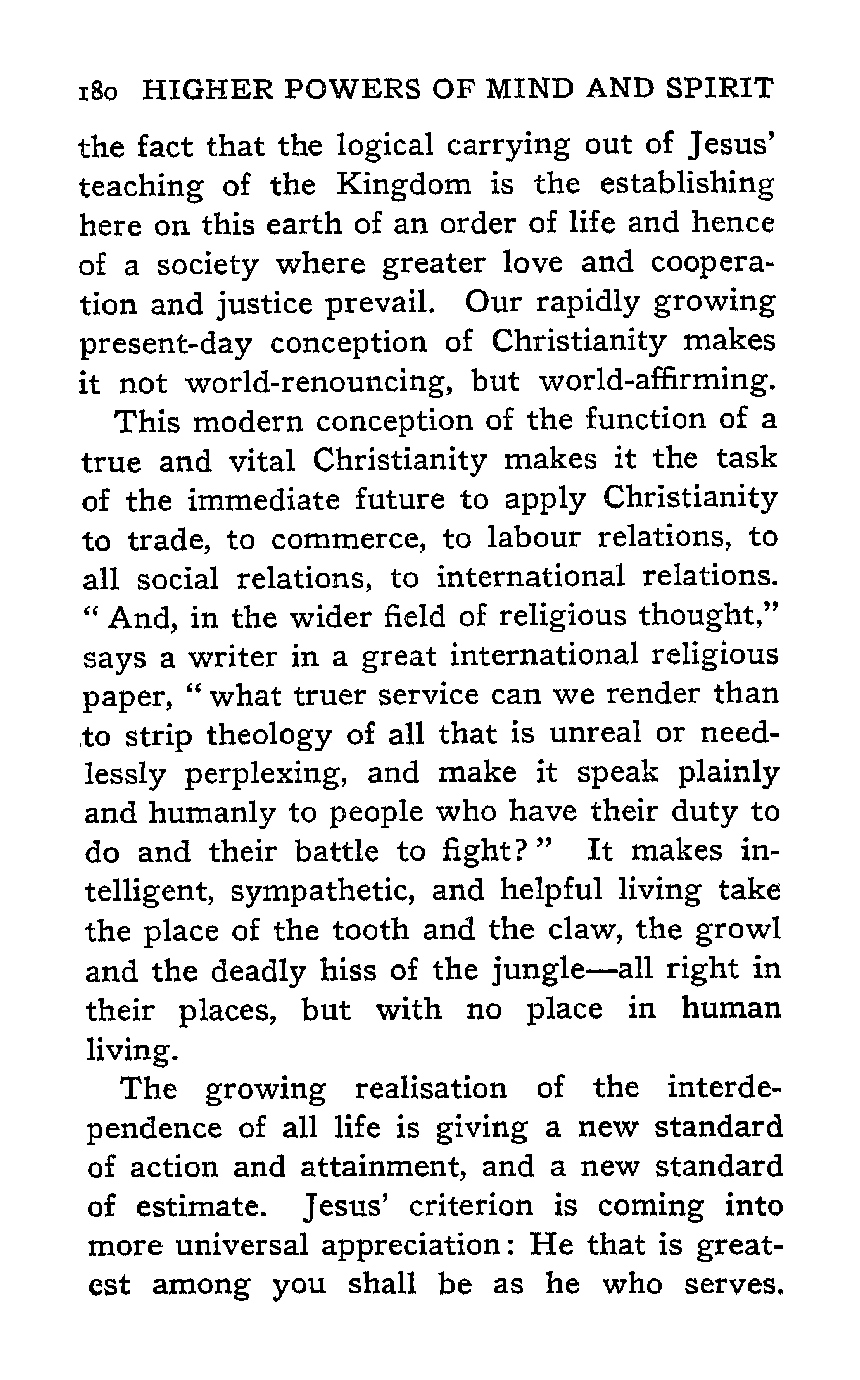 180 HIGHER POWERS OF MIND AND SPIRIT
the fact that the logical carrying out of Jesus'
teaching of the Kingdom is the establishing
here on this earth of an order of life and hence
of a society where greater love and coopera-
tion and justice prevail. Our rapidly growing
present-day conception of Christianity makes
it not world-renouncing, but world-affirming.
This modern conception of the function of a
true and vital Christianity makes it the task
of the immediate future to apply Christianity
to trade, to commerce, to labour relations, to
all social relations, to international relations.
“ And, in the wider field of religious thought,”
says a writer in a great international religious
paper, “ what truer service can we render than
to strip theology of all that is unreal or need-
lessly perplexing, and make it speak plainly
and humanly to people who have their duty to
do and their battle to fight? ” It makes in-
telligent, sympathetic, and helpful living take
the place of the tooth and the claw, the growl
and the deadly hiss of the jungle—all right in
their places, but with no place in human
living.
The growing realisation of the interde-
pendence of all life is giving a new standard
of action and attainment, and a new standard
of estimate. Jesus' criterion is coming into
more universal appreciation: He that is great-
est among you shall be as he who serves.